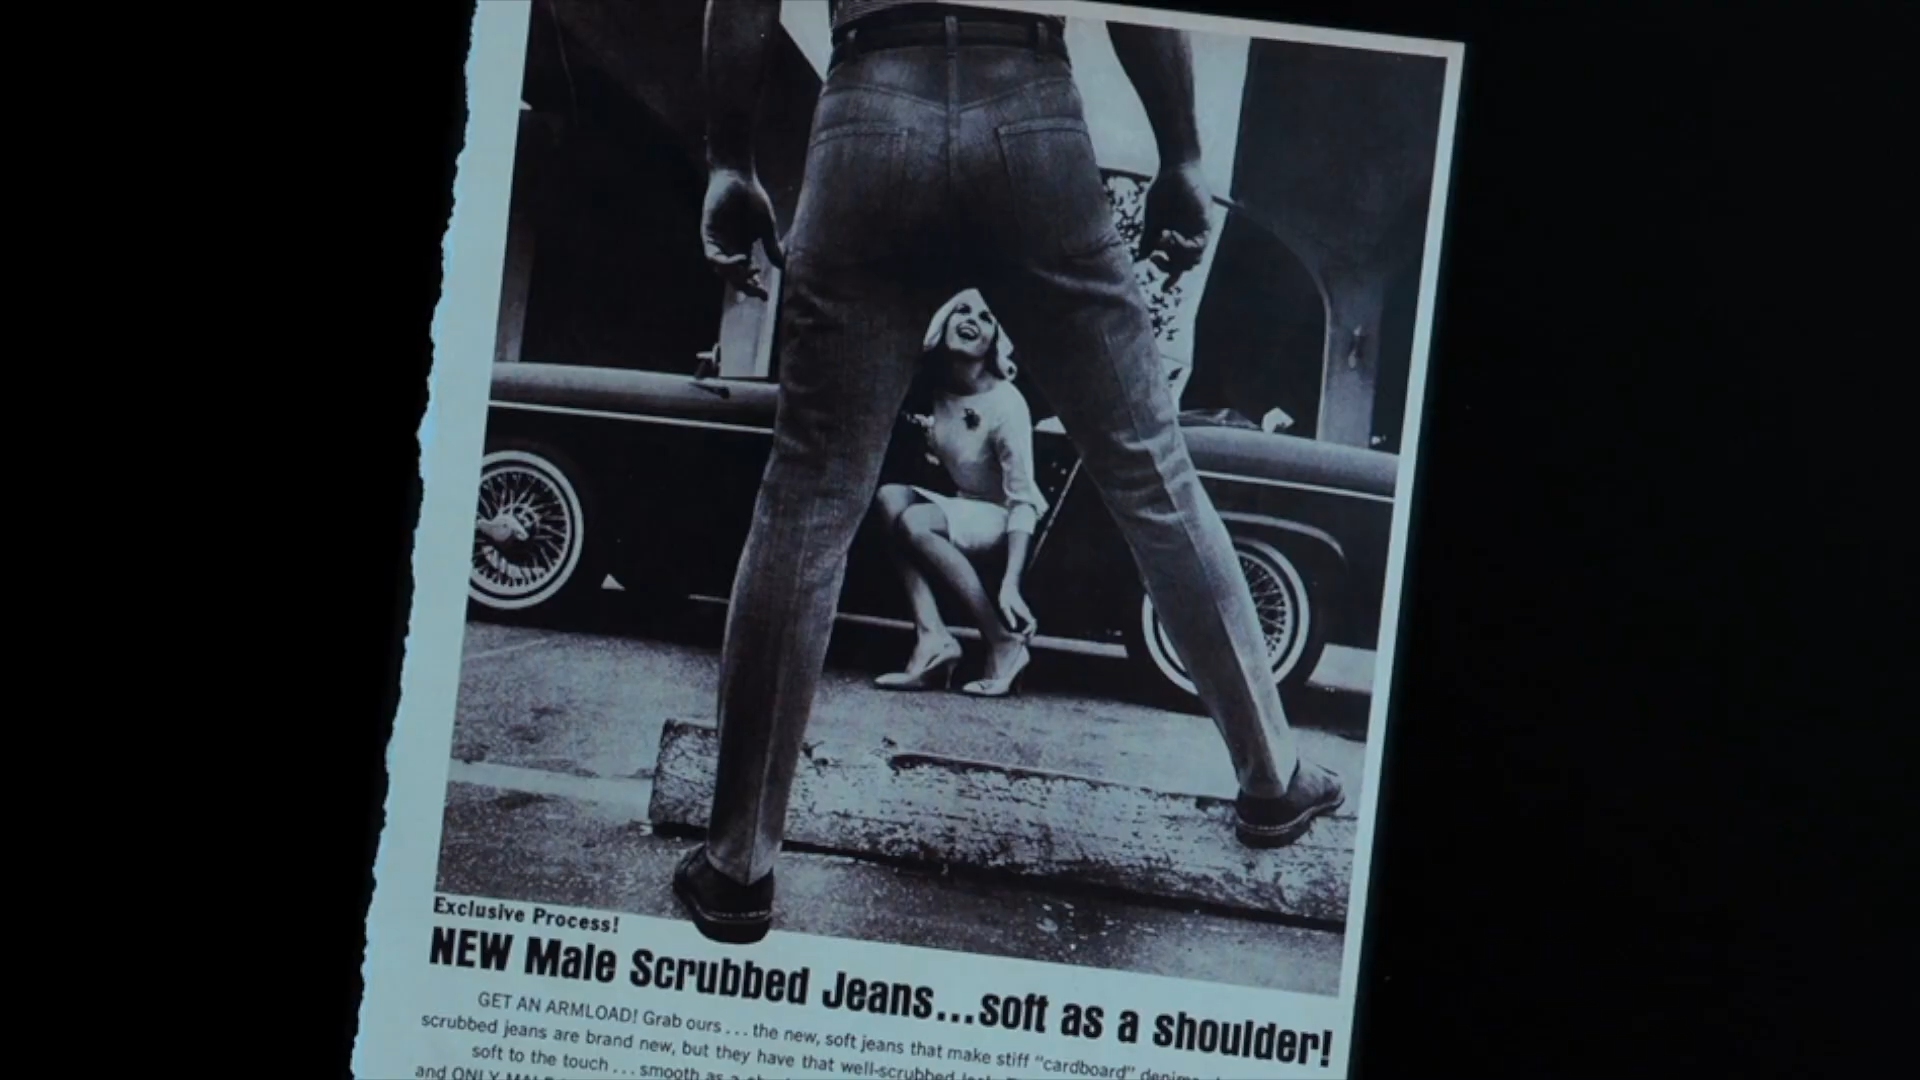 Exclusive Process!
NEW Male Scrubbed Jeans...soft as a shoulder!
GET AN ARMLOAD! Grab ours ... the new, soft jeans that make stiff "cardboard"
scrubbed jeans are brand new, but they have that well-scrubbed
soft to the touch ... smooth as a
and ONLY